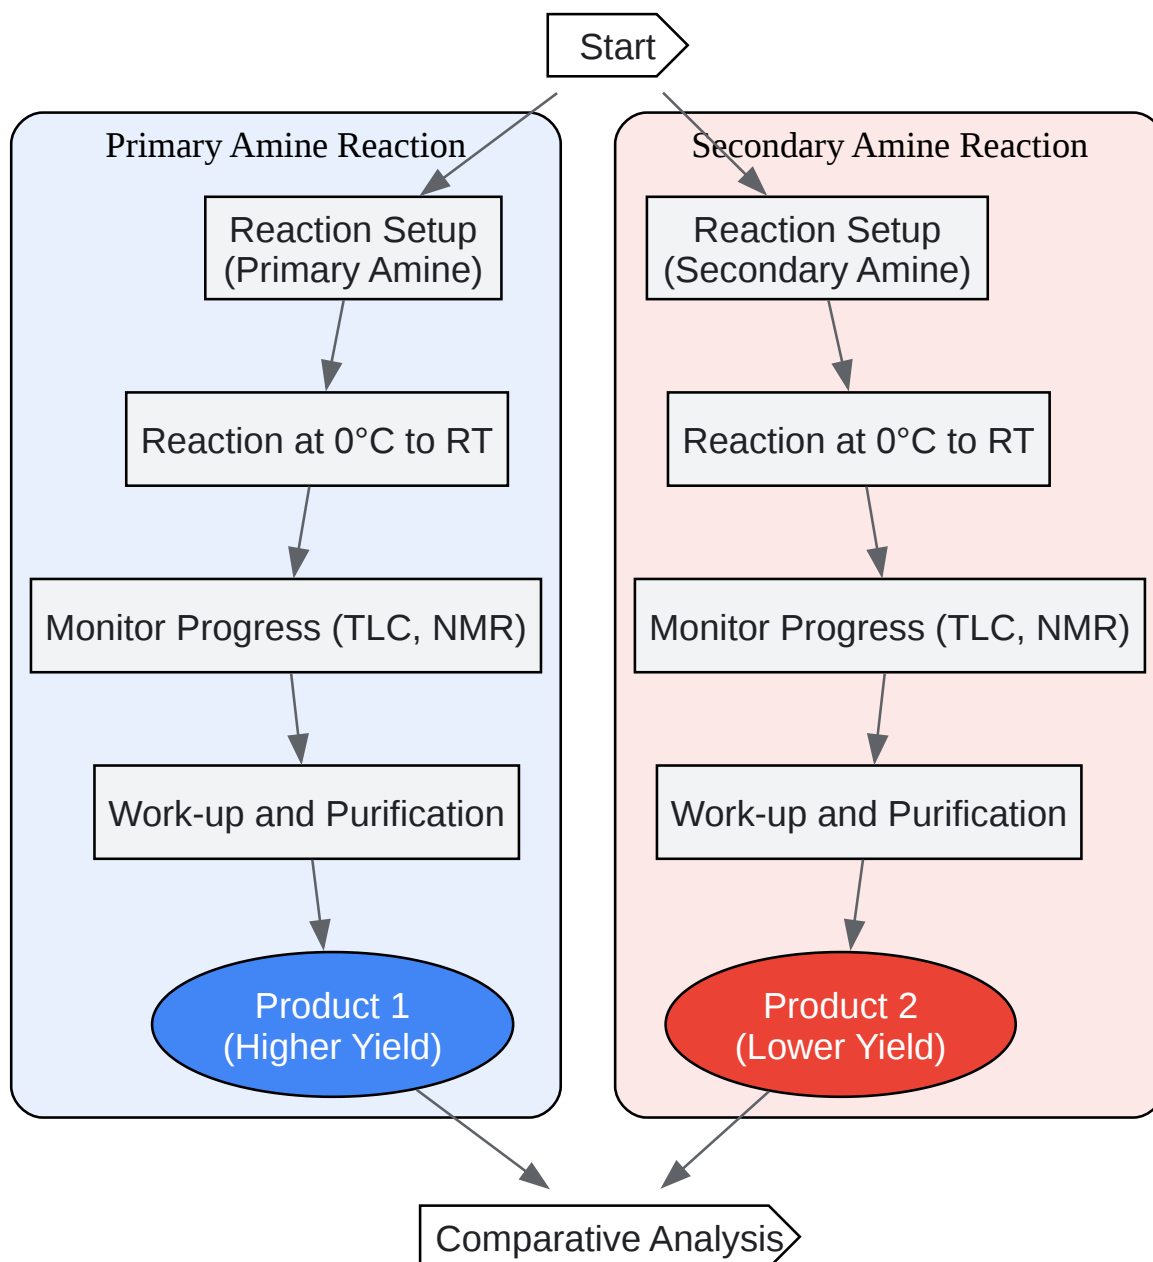 Start
Primary Amine Reaction
Reaction Setup
(Primary Amine)
Reaction at 0°C to RT
Monitor Progress (TLC, NMR)
Work-up and Purification
Product 1
(Higher Yield)
Secondary Amine Reaction
Reaction Setup
(Secondary Amine)
Reaction at 0°C to RT
Monitor Progress (TLC, NMR)
Work-up and Purification
Product 2
(Lower Yield)
Comparative Analysis